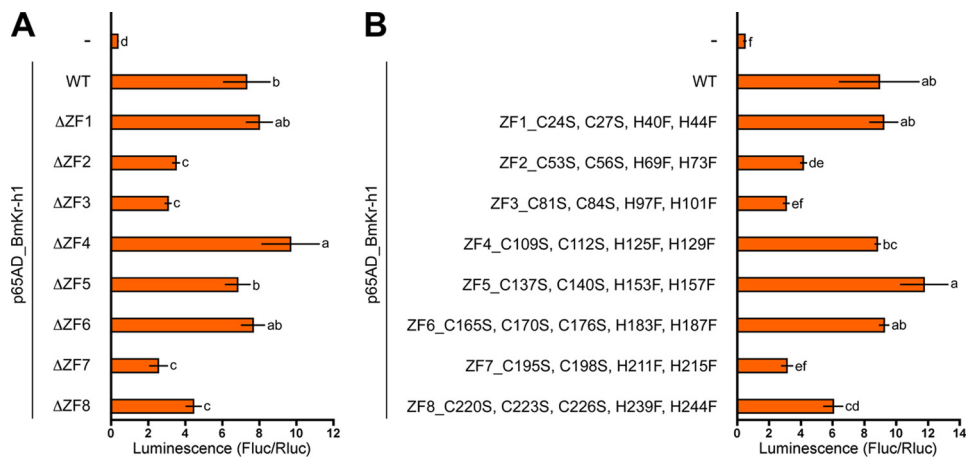 A
-
d
WT
b
ΔZF1
ab
ΔZF2
c
ΔZF3
c
ΔZF4
a
ΔZF5
b
ΔZF6
ab
ΔZF7
c
ΔZF8
c
p65AD_BmKr-h1
0 2 4 6 8 10 12
Luminescence (Fluc/Rluc)
B
-
f
WT
ab
ZF1_C24S, C27S, H40F, H44F
ab
ZF2_C53S, C56S, H69F, H73F
de
ZF3_C81S, C84S, H97F, H101F
ef
ZF4_C109S, C112S, H125F, H129F
bc
ZF5_C137S, C140S, H153F, H157F
a
ZF6_C165S, C170S, C176S, H183F, H187F
ab
ZF7_C195S, C198S, H211F, H215F
ef
ZF8_C220S, C223S, C226S, H239F, H244F
cd
p65AD_BmKr-h1
0 2 4 6 8 10 12 14
Luminescence (Fluc/Rluc)